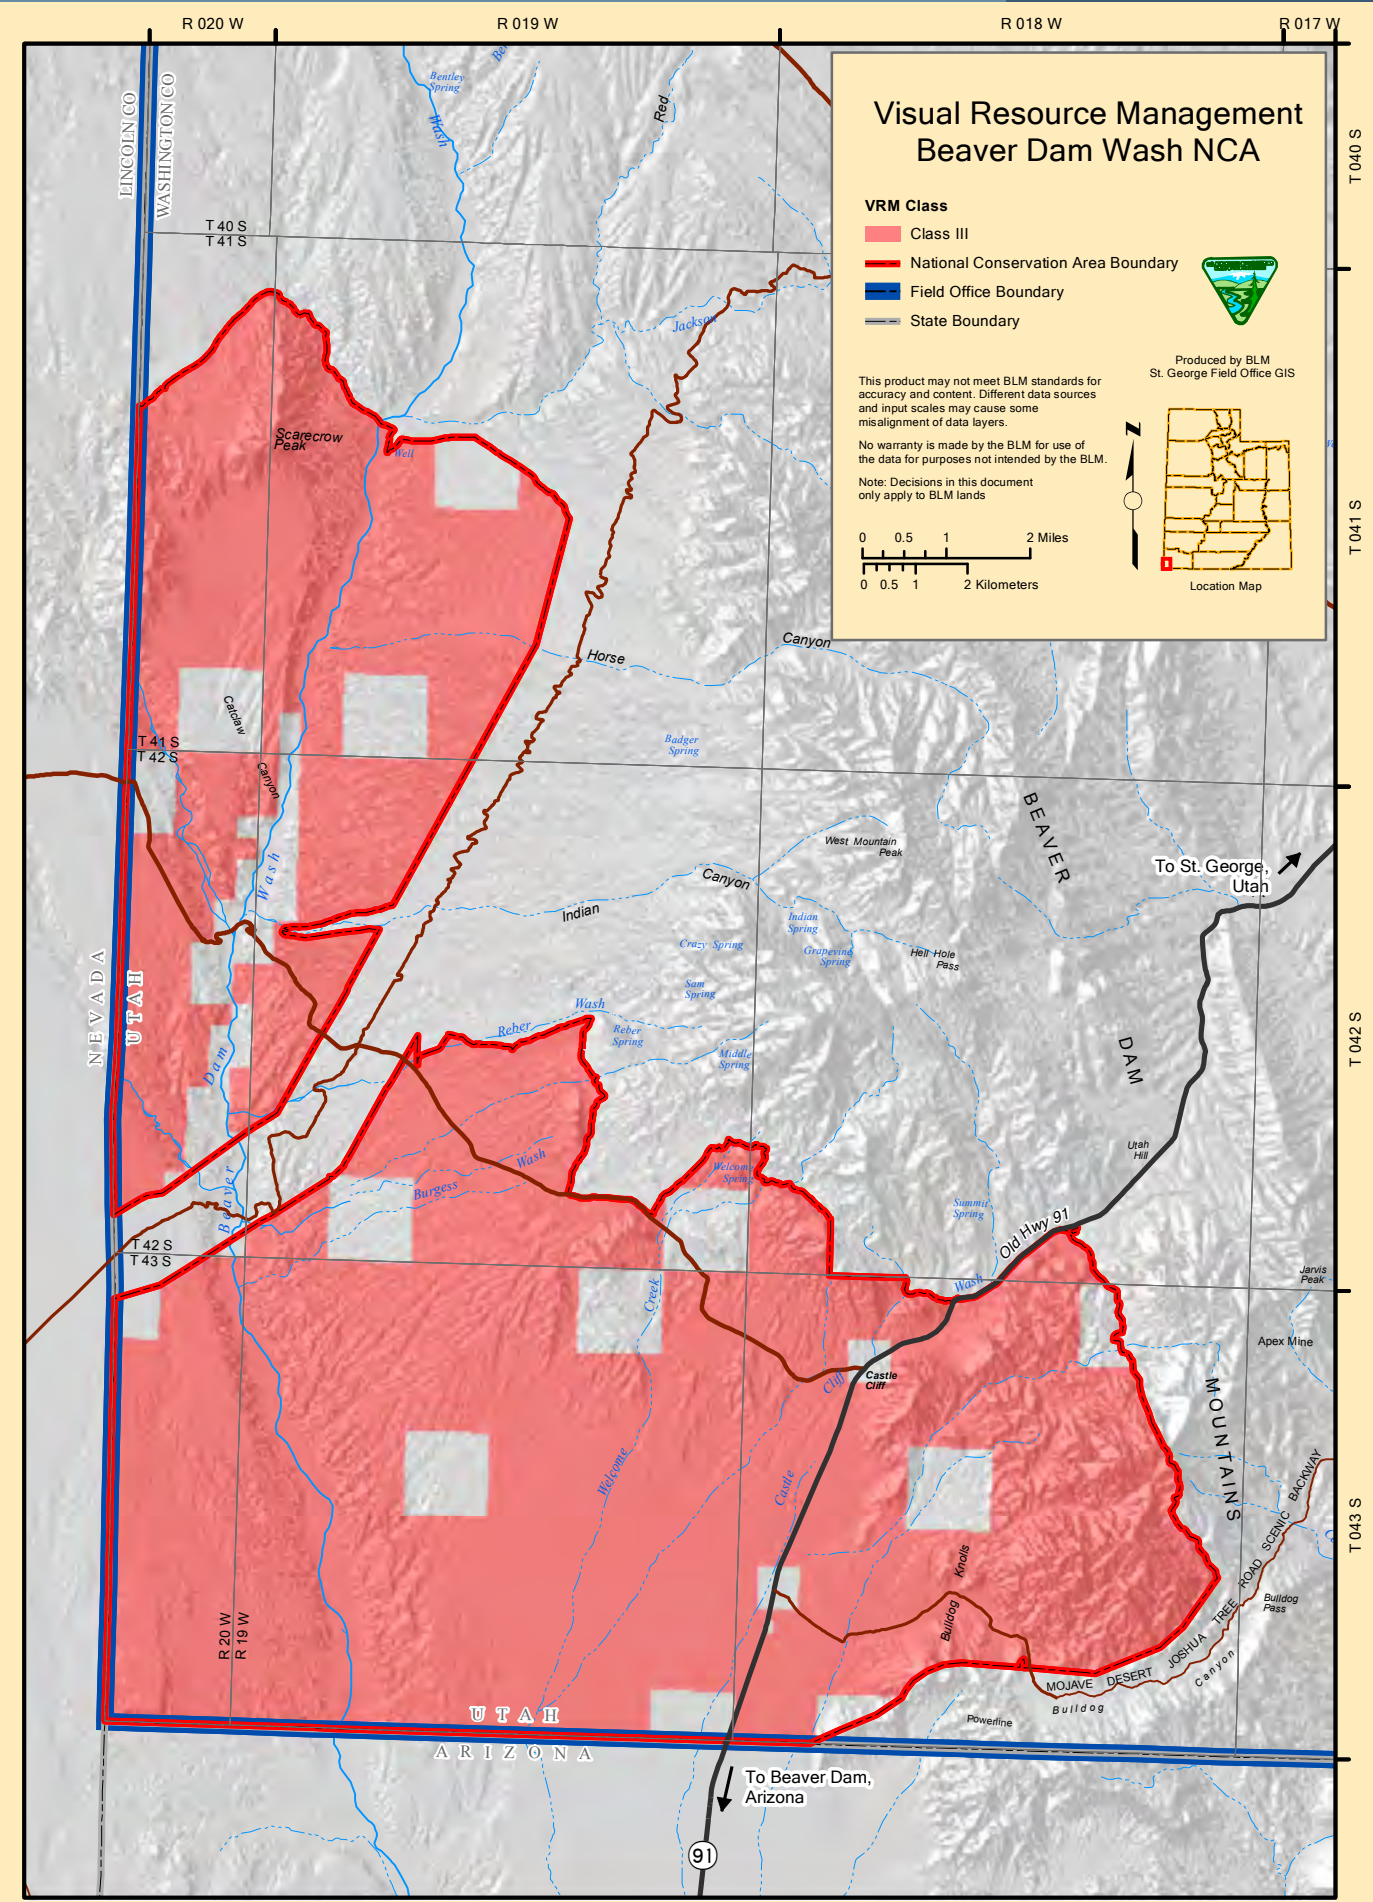 R 020 W
R 019 W
R 018 W
R 017 W
T 040 S
T 041 S
T 042 S
T 043 S
Visual Resource Management
Beaver Dam Wash NCA
VRM Class
Class III
National Conservation Area Boundary
Field Office Boundary
State Boundary
Produced by BLM
St. George Field Office GIS
This product may not meet BLM standards for
accuracy and content. Different data sources
and input scales may cause some
misalignment of data layers.
No warranty is made by the BLM for use of
the data for purposes not intended by the BLM.
Note: Decisions in this document
only apply to BLM lands
0 0.5 1 2 Miles
0 0.5 1 2 Kilometers
Location Map
LINCOLN CO
WASHINGTON CO
Bentley
Spring
Wash
Red
T 40 S
T 41 S
Jackson
Scarecrow
Peak
Well
Horse
Canyon
Catclaw
Canyon
T 41 S
T 42 S
Badger
Spring
BEAVER
West Mountain
Peak
To St. George,
Utah
Wash
Canyon
Indian
Indian
Spring
Crazy Spring
Grapevine
Spring
Hell Hole
Pass
Sam
Spring
NEVADA
UTAH
Wash
Reber
Reber
Spring
Middle
Spring
DAM
Dam
Utah
Hill
Wash
Burgess
Welcome
Spring
Beaver
Summit
Spring
Old Hwy 91
T 42 S
T 43 S
Wash
Creek
Jarvis
Peak
Apex Mine
Cliff
Castle
Cliff
MOUNTAINS
Welcome
Castle
Knolls
Bulldog
R 20 W
R 19 W
MOJAVE DESERT JOSHUA TREE ROAD SCENIC BACKWAY
Bulldog
Pass
Canyon
Bulldog
Powerline
UTAH
ARIZONA
To Beaver Dam,
Arizona
91